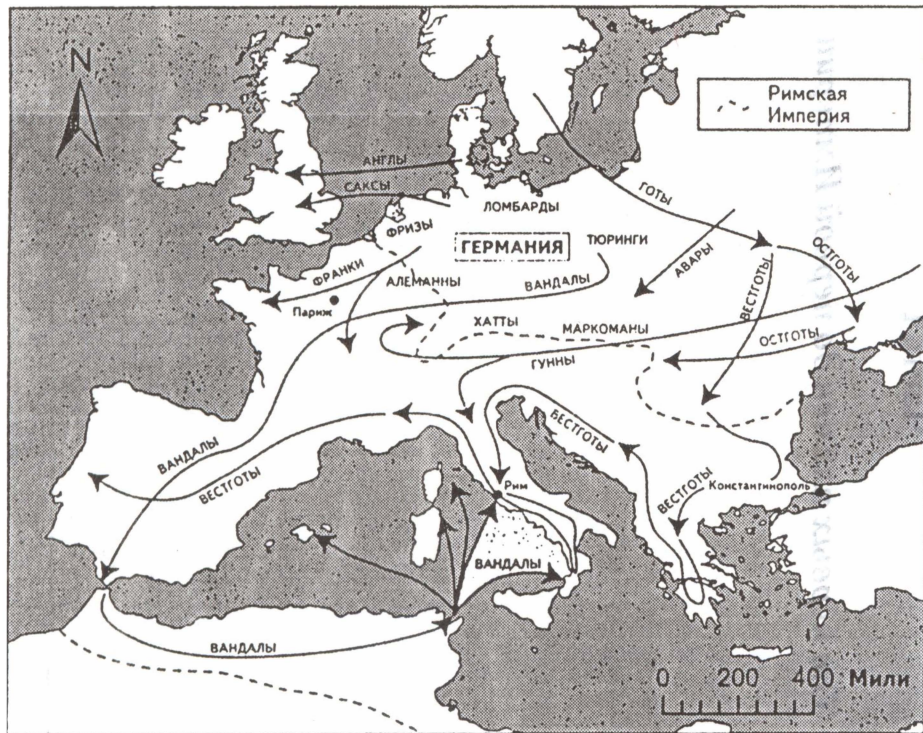 N
Римская
Империя
АНГЛЫ
САКСЫ
ГОТЫ
ЛОМБАРДЫ
ФРИЗЫ
ГЕРМАНИЯ
ТЮРИНГИ
АВАРЫ
ОСТГОТЫ
ВЕСТГОТЫ
ФРАНКИ
АЛЕМАННЫ
ВАНДАЛЫ
Париж
ХАТТЫ
МАРКОМАНЫ
ОСТГОТЫ
ГУННЫ
ВЕСТГОТЫ
ВАНДАЛЫ
ВЕСТГОТЫ
Рим
ВЕСТГОТЫ
Константинополь
ВАНДАЛЫ
ВАНДАЛЫ
0 200 400 Мили